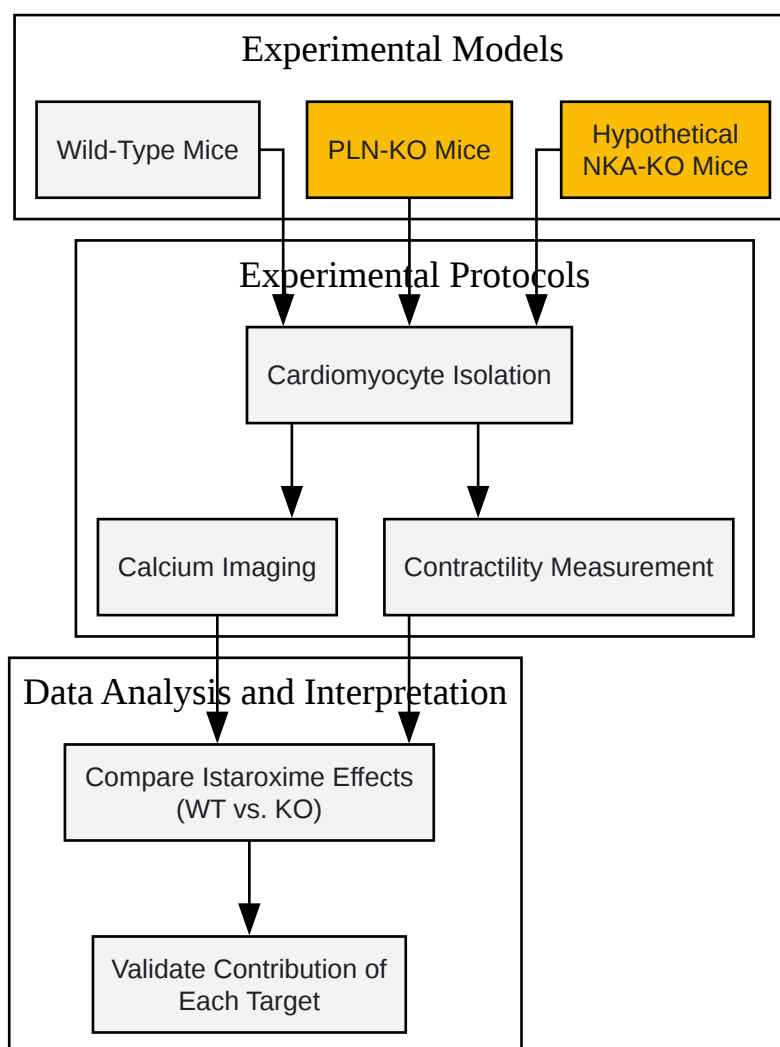 Experimental Models
Wild-Type Mice
PLN-KO Mice
Hypothetical
NKA-KO Mice
Experimental Protocols
Cardiomyocyte Isolation
Calcium Imaging
Contractility Measurement
Data Analysis and Interpretation
Compare Istaroxime Effects
(WT vs. KO)
Validate Contribution of
Each Target